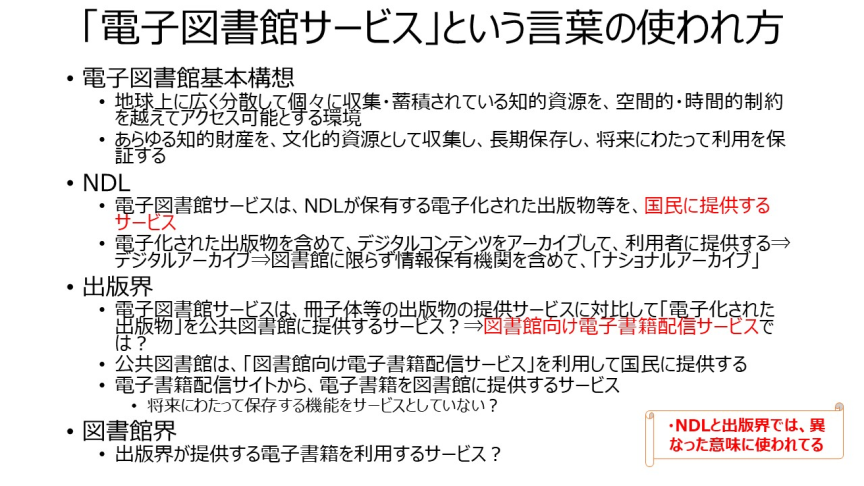 「電子図書館サービス」という言葉の使われ方
• 電子図書館基本構想
• 地球上に広く分散して個々に収集・蓄積されている知的資源を、空間的・時間的制約
を越えてアクセス可能とする環境
• あらゆる知的財産を、文化的資源として収集し、長期保存し、将来にわたって利用を保
証する
• NDL
• 電子図書館サービスは、NDLが保有する電子化された出版物等を、国民に提供する
サービス
• 電子化された出版物を含めて、デジタルコンテンツをアーカイブして、利用者に提供する⇒
デジタルアーカイブ⇒図書館に限らず情報保有機関を含めて、「ナショナルアーカイブ」
• 出版界
• 電子図書館サービスは、冊子体等の出版物の提供サービスに対比して「電子化された
出版物」を公共図書館に提供するサービス？⇒図書館向け電子書籍配信サービスで
は？
• 公共図書館は、「図書館向け電子書籍配信サービス」を利用して国民に提供する
• 電子書籍配信サイトから、電子書籍を図書館に提供するサービス
• 将来にわたって保存する機能をサービスとしていない？
• 図書館界
• 出版界が提供する電子書籍を利用するサービス？
・NDLと出版界では、異
なった意味に使われてる